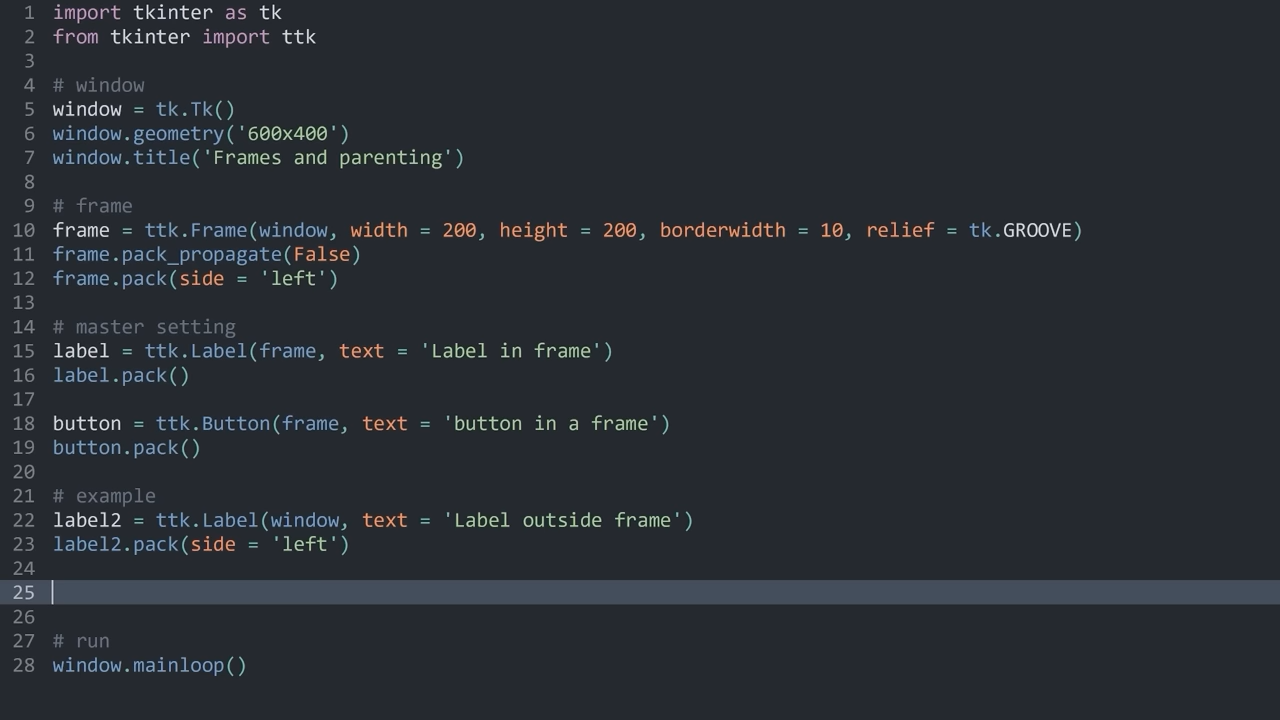 1 import tkinter as tk
2 from tkinter import ttk
3
4 # window
5 window = tk.Tk()
6 window.geometry('600x400')
7 window.title('Frames and parenting')
8
9 # frame
10 frame = ttk.Frame(window, width = 200, height = 200, borderwidth = 10, relief = tk.GROOVE)
11 frame.pack_propagate(False)
12 frame.pack(side = 'left')
13
14 # master setting
15 label = ttk.Label(frame, text = 'Label in frame')
16 label.pack()
17
18 button = ttk.Button(frame, text = 'button in a frame')
19 button.pack()
20
21 # example
22 label2 = ttk.Label(window, text = 'Label outside frame')
23 label2.pack(side = 'left')
24
25
26
27 # run
28 window.mainloop()